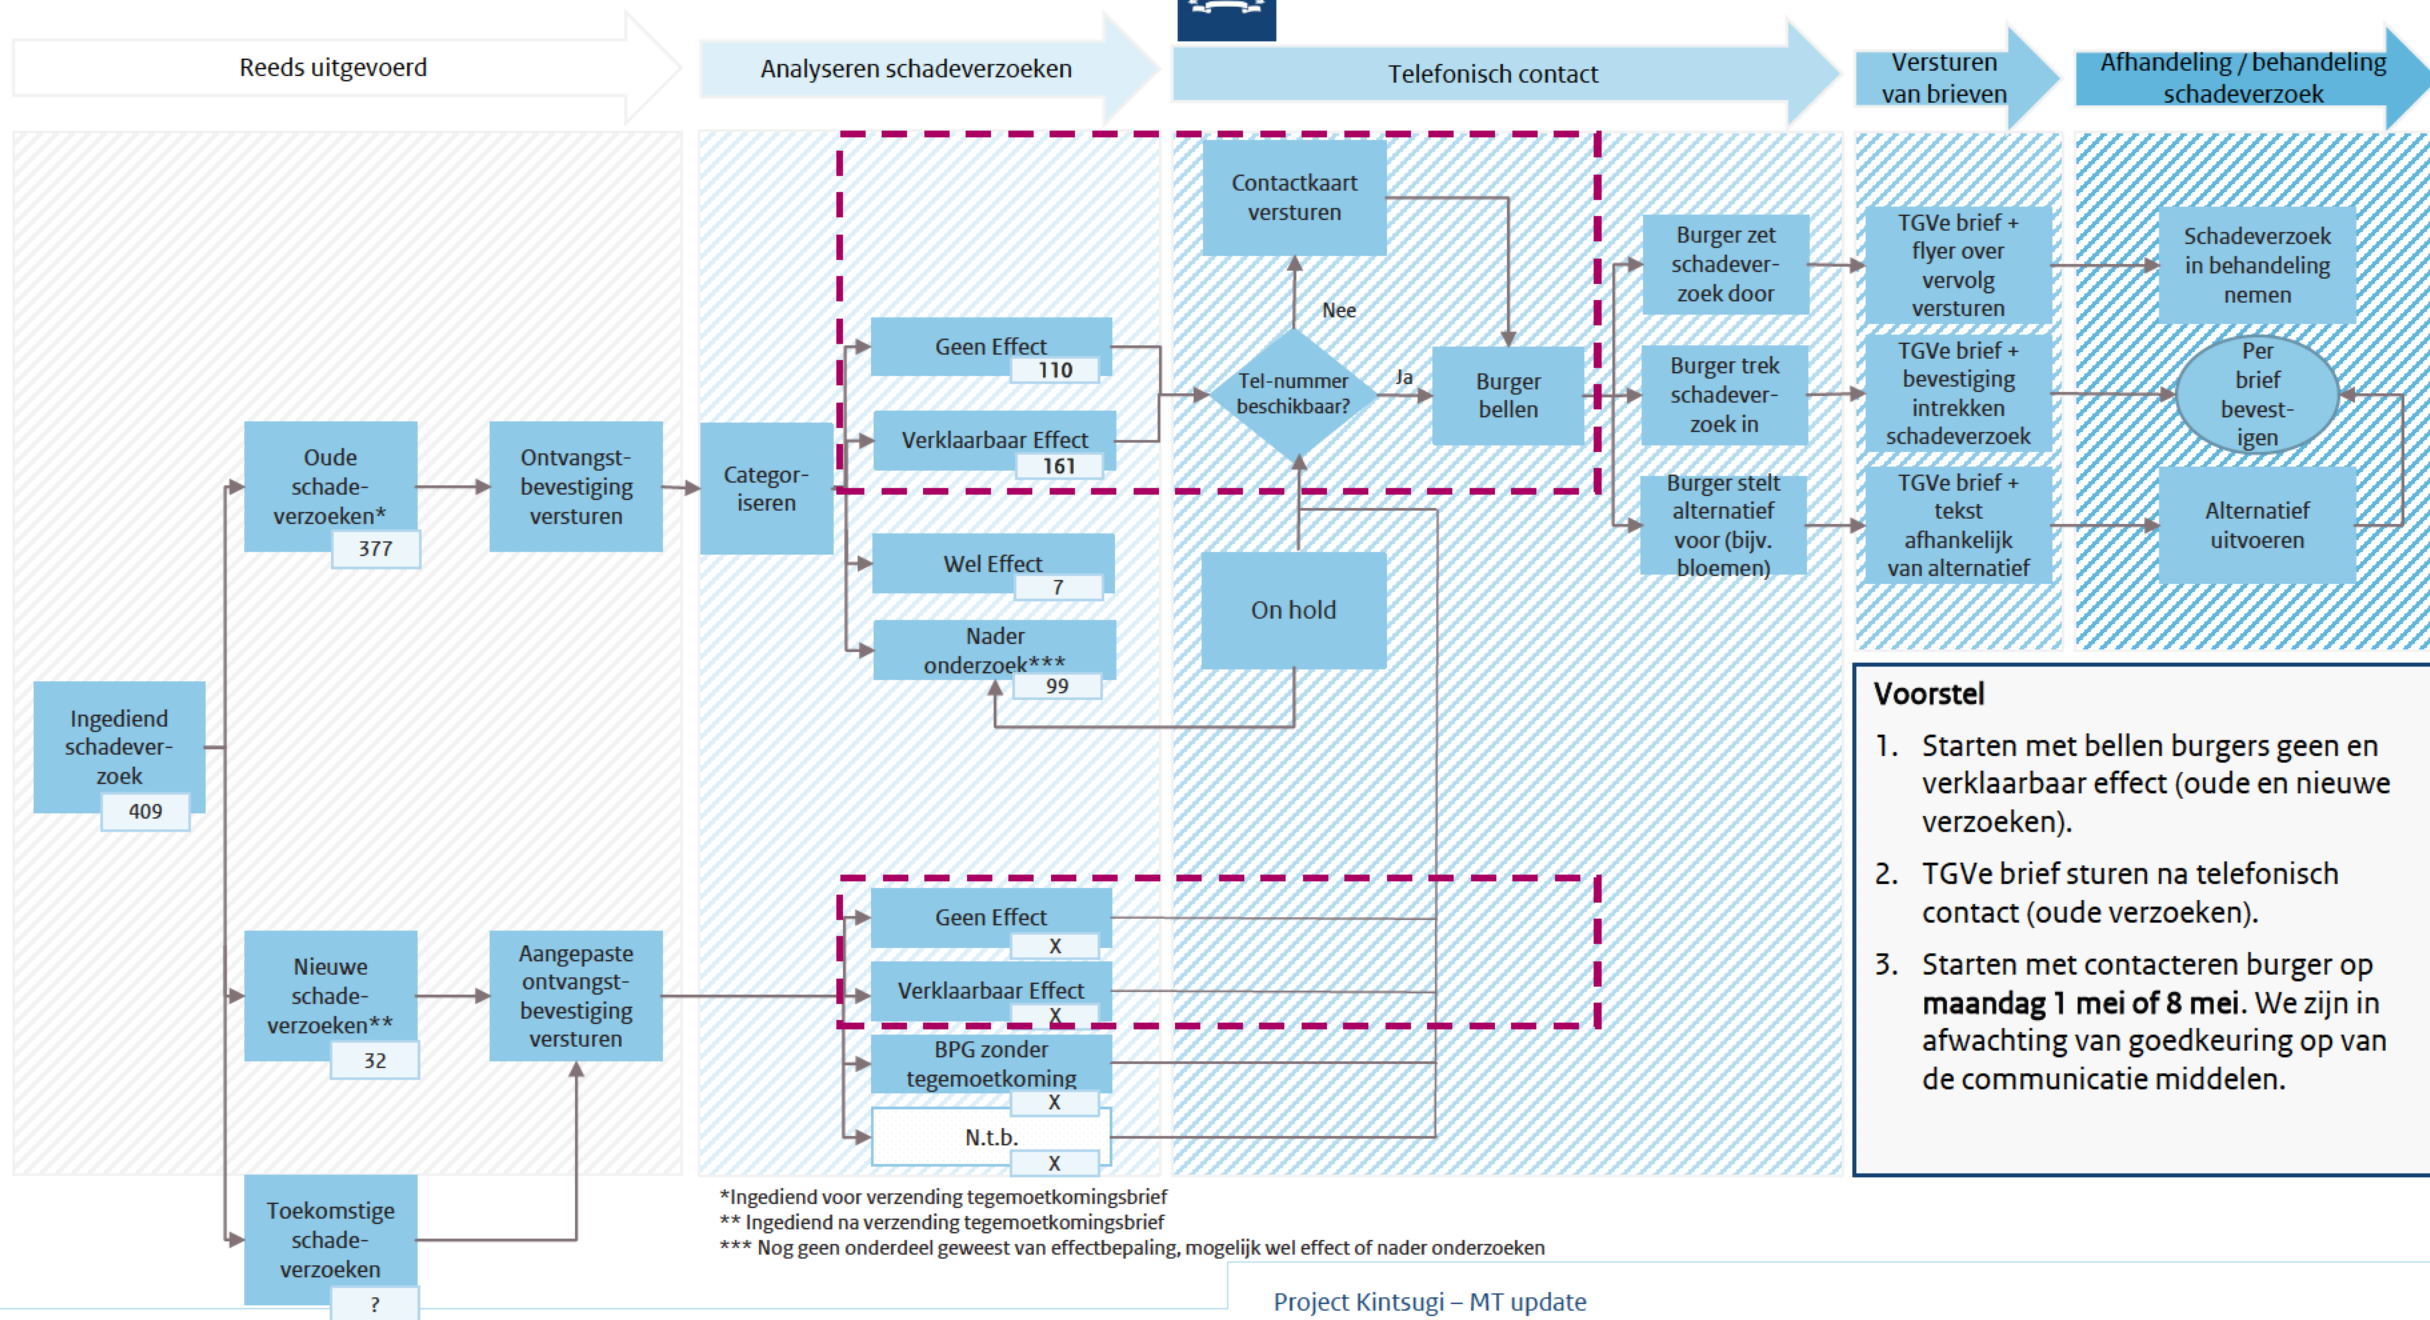 Reeds uitgevoerd
Analyseren schadeverzoeken
Telefonisch contact
Versturen
van brieven
Afhandeling / behandeling
schadeverzoek
Ingediend
schadever-
zoek
409
Oude
schade-
verzoeken*
377
Ontvangst-
bevestiging
versturen
Nieuwe
schade-
verzoeken**
32
Aangepaste
ontvangst-
bevestiging
versturen
Toekomstige
schade-
verzoeken
?
Categor-
iseren
Geen Effect
110
Verklaarbaar Effect
161
Wel Effect
7
Nader
onderzoek***
99
Geen Effect
X
Verklaarbaar Effect
X
BPG zonder
tegemoetkoming
X
N.t.b.
X
Contactkaart
versturen
Nee
Tel-nummer
beschikbaar?
Ja
Burger
bellen
On hold
Burger zet
schadever-
zoek door
Burger trek
schadever-
zoek in
Burger stelt
alternatief
voor (bijv.
bloemen)
TGVe brief +
flyer over
vervolg
versturen
TGVe brief +
bevestiging
intrekken
schadeverzoek
TGVe brief +
tekst
afhankelijk
van alternatief
Schadeverzoek
in behandeling
nemen
Per
brief
bevest-
igen
Alternatief
uitvoeren
Voorstel
1. Starten met bellen burgers geen en
verklaarbaar effect (oude en nieuwe
verzoeken).
2. TGVe brief sturen na telefonisch
contact (oude verzoeken).
3. Starten met contacteren burger op
maandag 1 mei of 8 mei. We zijn in
afwachting van goedkeuring op van
de communicatie middelen.
*Ingediend voor verzending tegemoetkomingsbrief
** Ingediend na verzending tegemoetkomingsbrief
*** Nog geen onderdeel geweest van effectbepaling, mogelijk wel effect of nader onderzoeken
Project Kintsugi – MT update